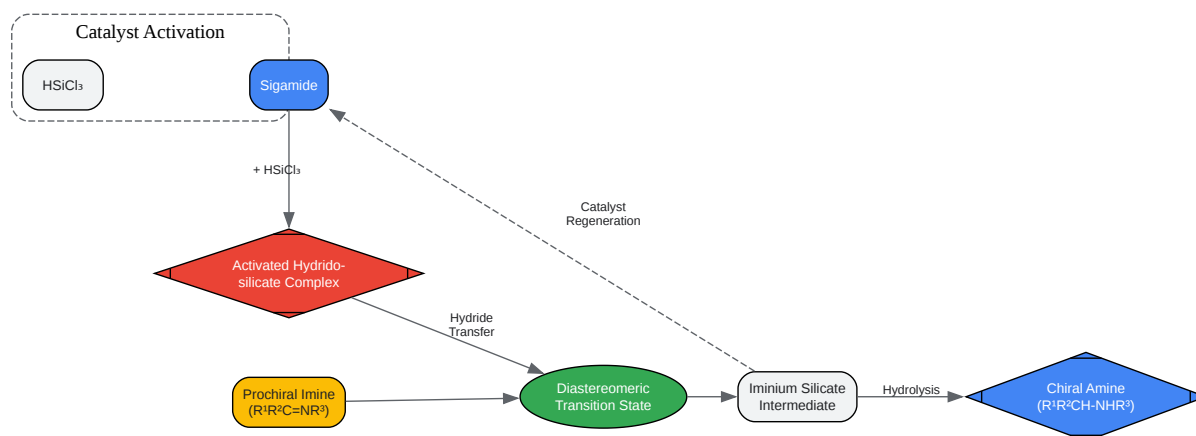 Catalyst Activation
HSiCl₃
Sigamide
+ HSiCl₃
Catalyst
Regeneration
Activated Hydrido-
silicate Complex
Hydride
Transfer
Prochiral Imine
(R¹R²C=NR³)
Diastereomeric
Transition State
Iminium Silicate
Intermediate
Hydrolysis
Chiral Amine
(R¹R²CH-NHR³)